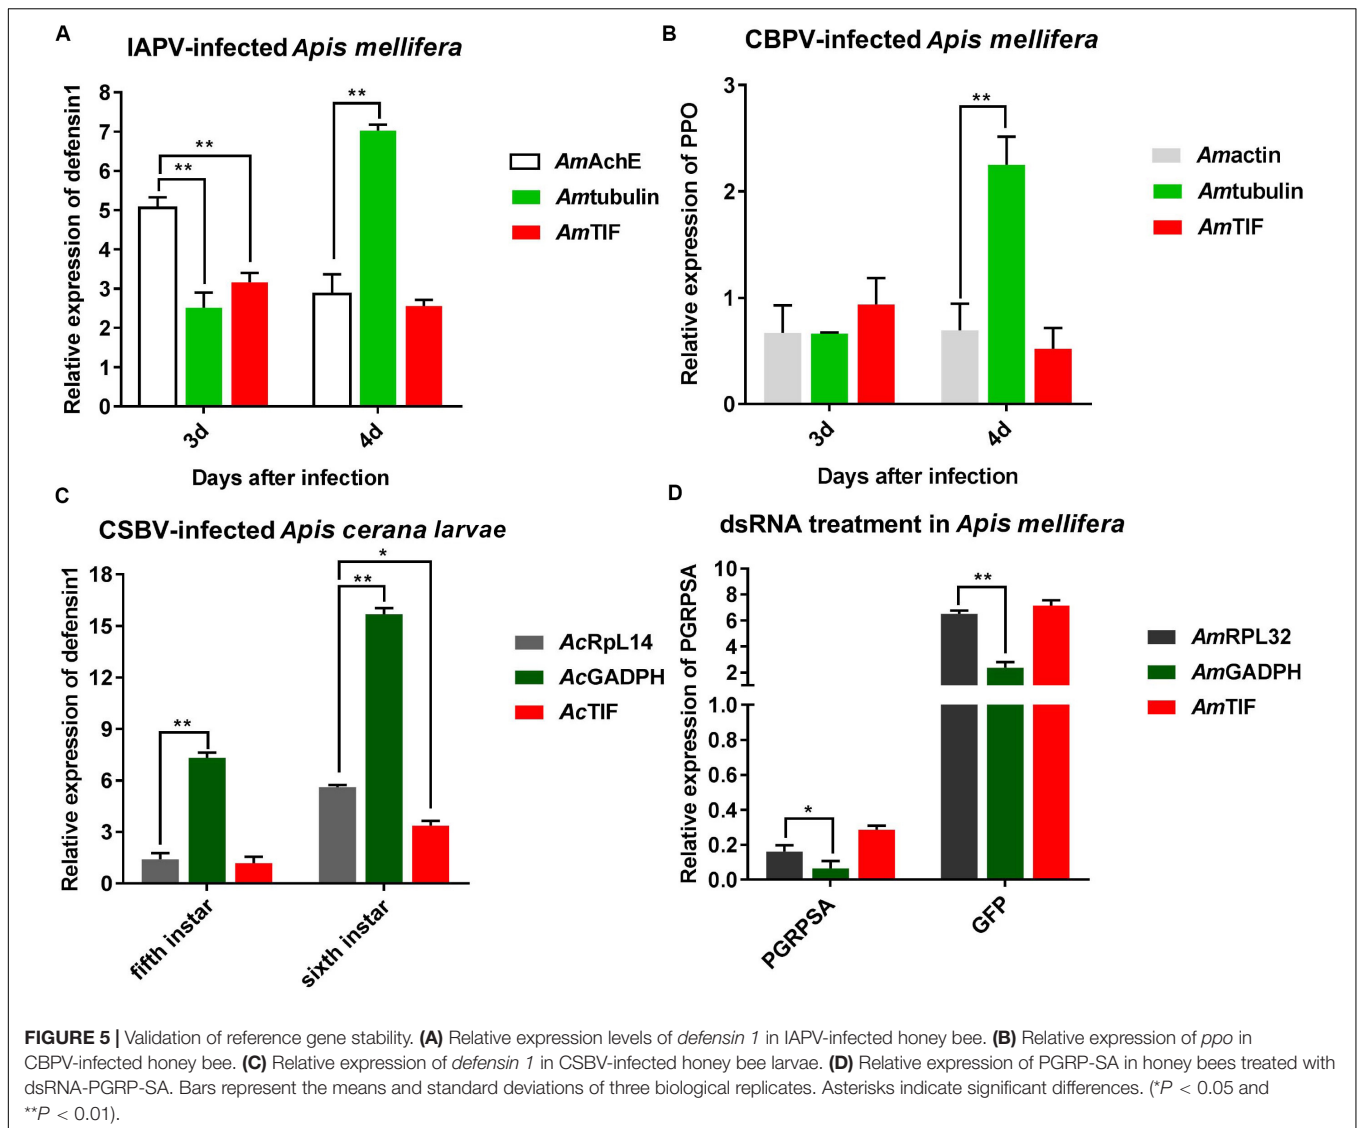 A
IAPV-infected Apis mellifera
Relative expression of defensin1
8
7
6
5
4
3
2
1
0
**
**
**
3d
4d
Days after infection
AmAchE
Amtubulin
AmTIF
B
CBPV-infected Apis mellifera
Relative expression of PPO
3
2
1
0
**
3d
4d
Days after infection
Amactin
Amtubulin
AmTIF
C
CSBV-infected Apis cerana larvae
Relative expression of defensin1
18
15
12
9
6
3
0
**
*
**
fifth instar
sixth instar
AcRpL14
AcGADPH
AcTIF
D
dsRNA treatment in Apis mellifera
Relative expression of PGRPSA
10
8
6
4
2
1.0
0.8
0.6
0.4
0.2
0.0
*
**
PGRPSA
GFP
AmRPL32
AmGADPH
AmTIF
FIGURE 5 | Validation of reference gene stability. (A) Relative expression levels of defensin 1 in IAPV-infected honey bee. (B) Relative expression of ppo in
CBPV-infected honey bee. (C) Relative expression of defensin 1 in CSBV-infected honey bee larvae. (D) Relative expression of PGRP-SA in honey bees treated with
dsRNA-PGRP-SA. Bars represent the means and standard deviations of three biological replicates. Asterisks indicate significant differences. (*P < 0.05 and
**P < 0.01).